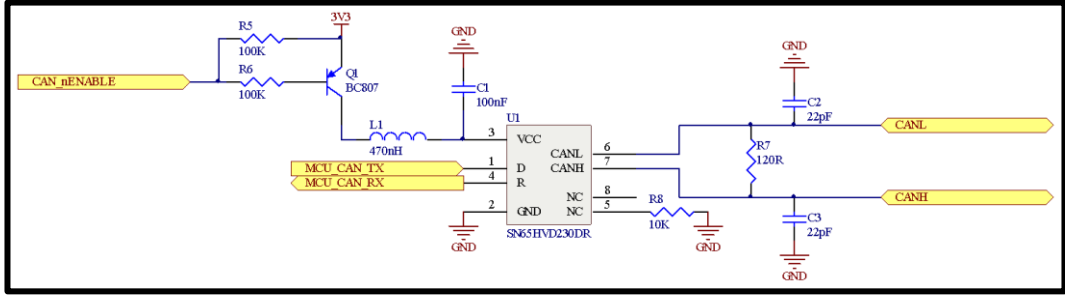 3V3
R5
100K
R6
100K
CAN_nENABLE
Q1
BC807
GND
C1
100nF
L1
470nH
U1
3
VCC
MCU_CAN_TX
1
D
MCU_CAN_RX
4
R
2
GND
GND
CANL
6
CANH
7
NC
8
NC
5
SN65HVD230DR
R8
10K
GND
GND
C2
22pF
CANL
R7
120R
CANH
C3
22pF
GND